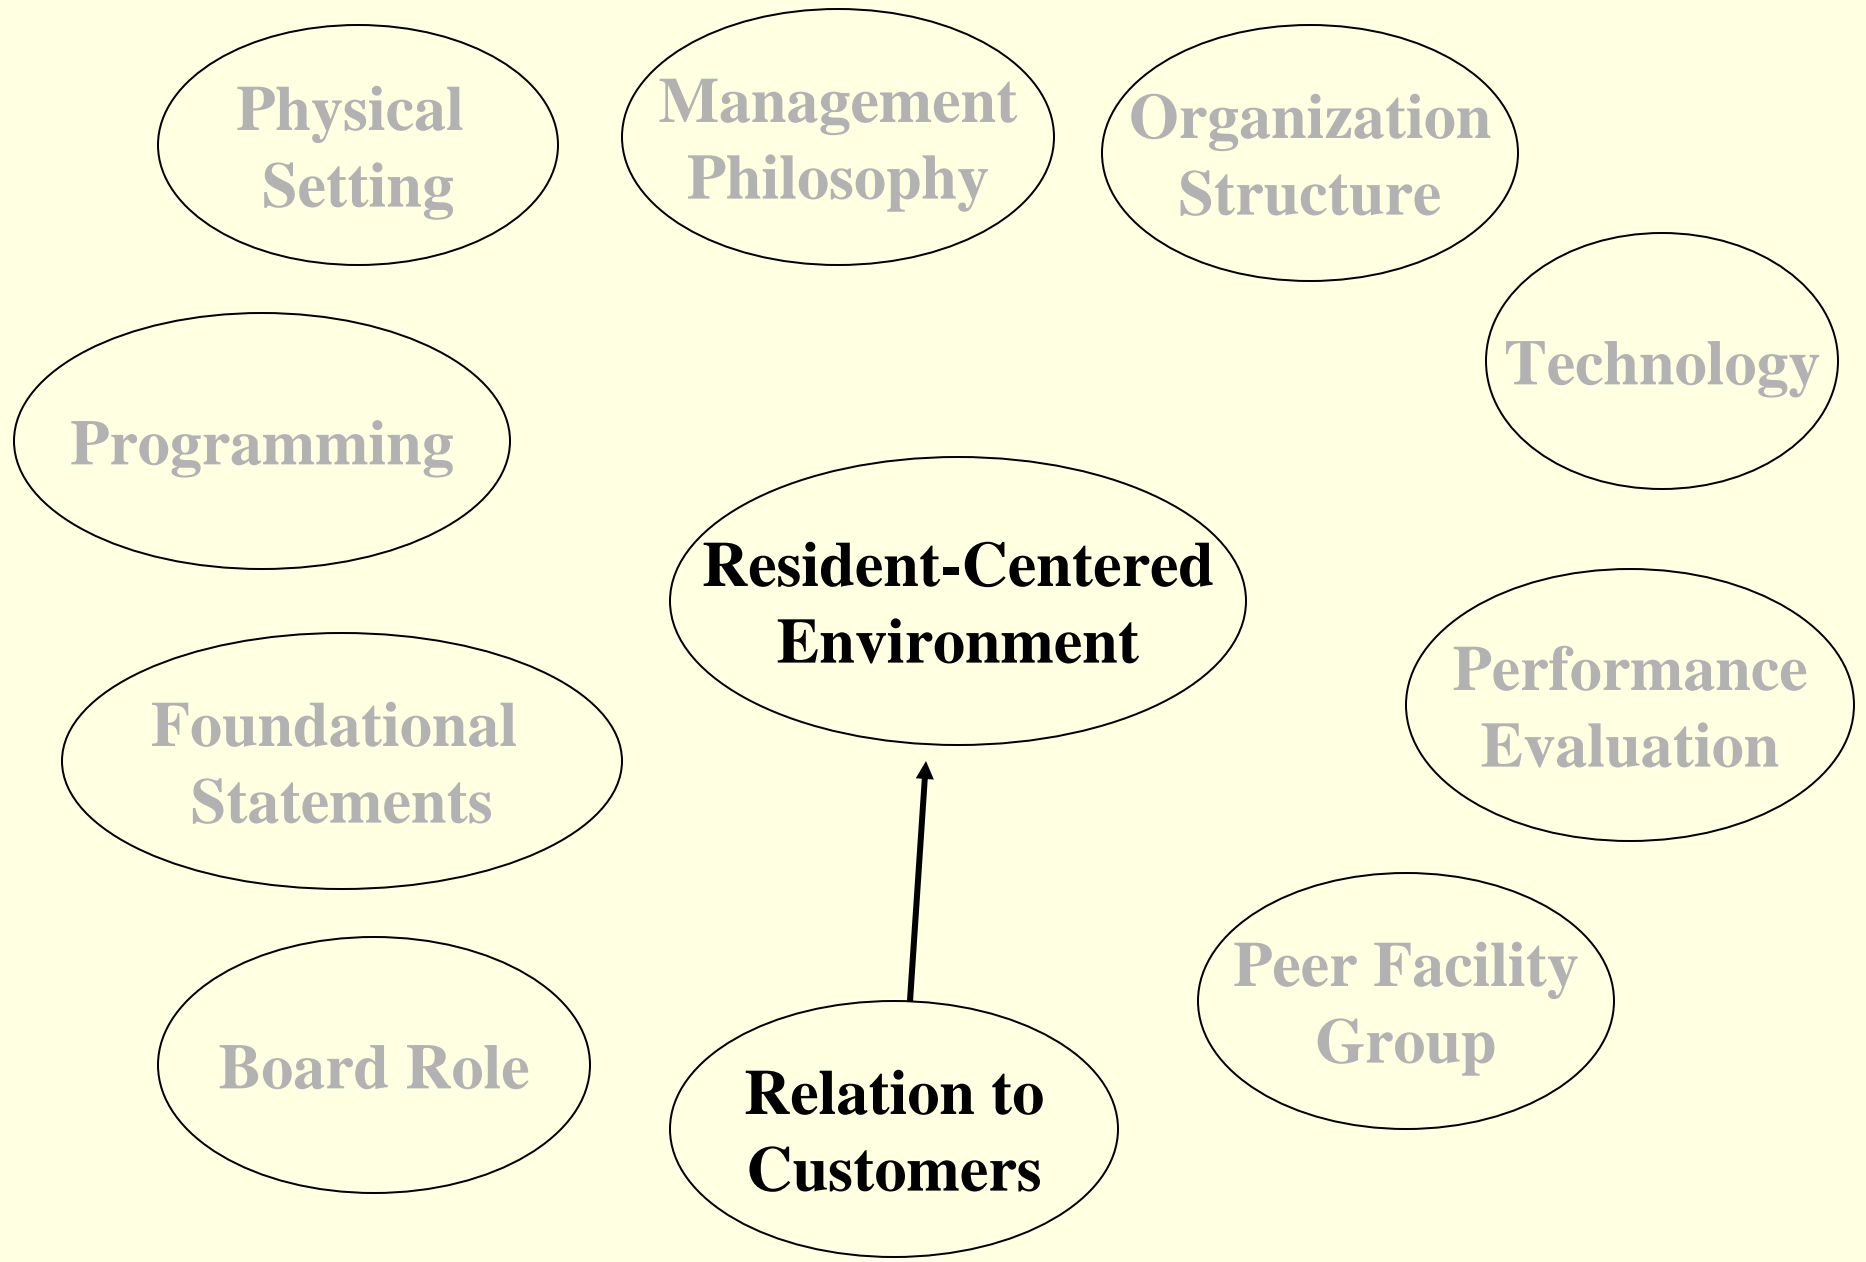 Physical
Setting
Management
Philosophy
Organization
Structure
Technology
Programming
Resident-Centered
Environment
Performance
Evaluation
Foundational
Statements
Peer Facility
Group
Board Role
Relation to
Customers